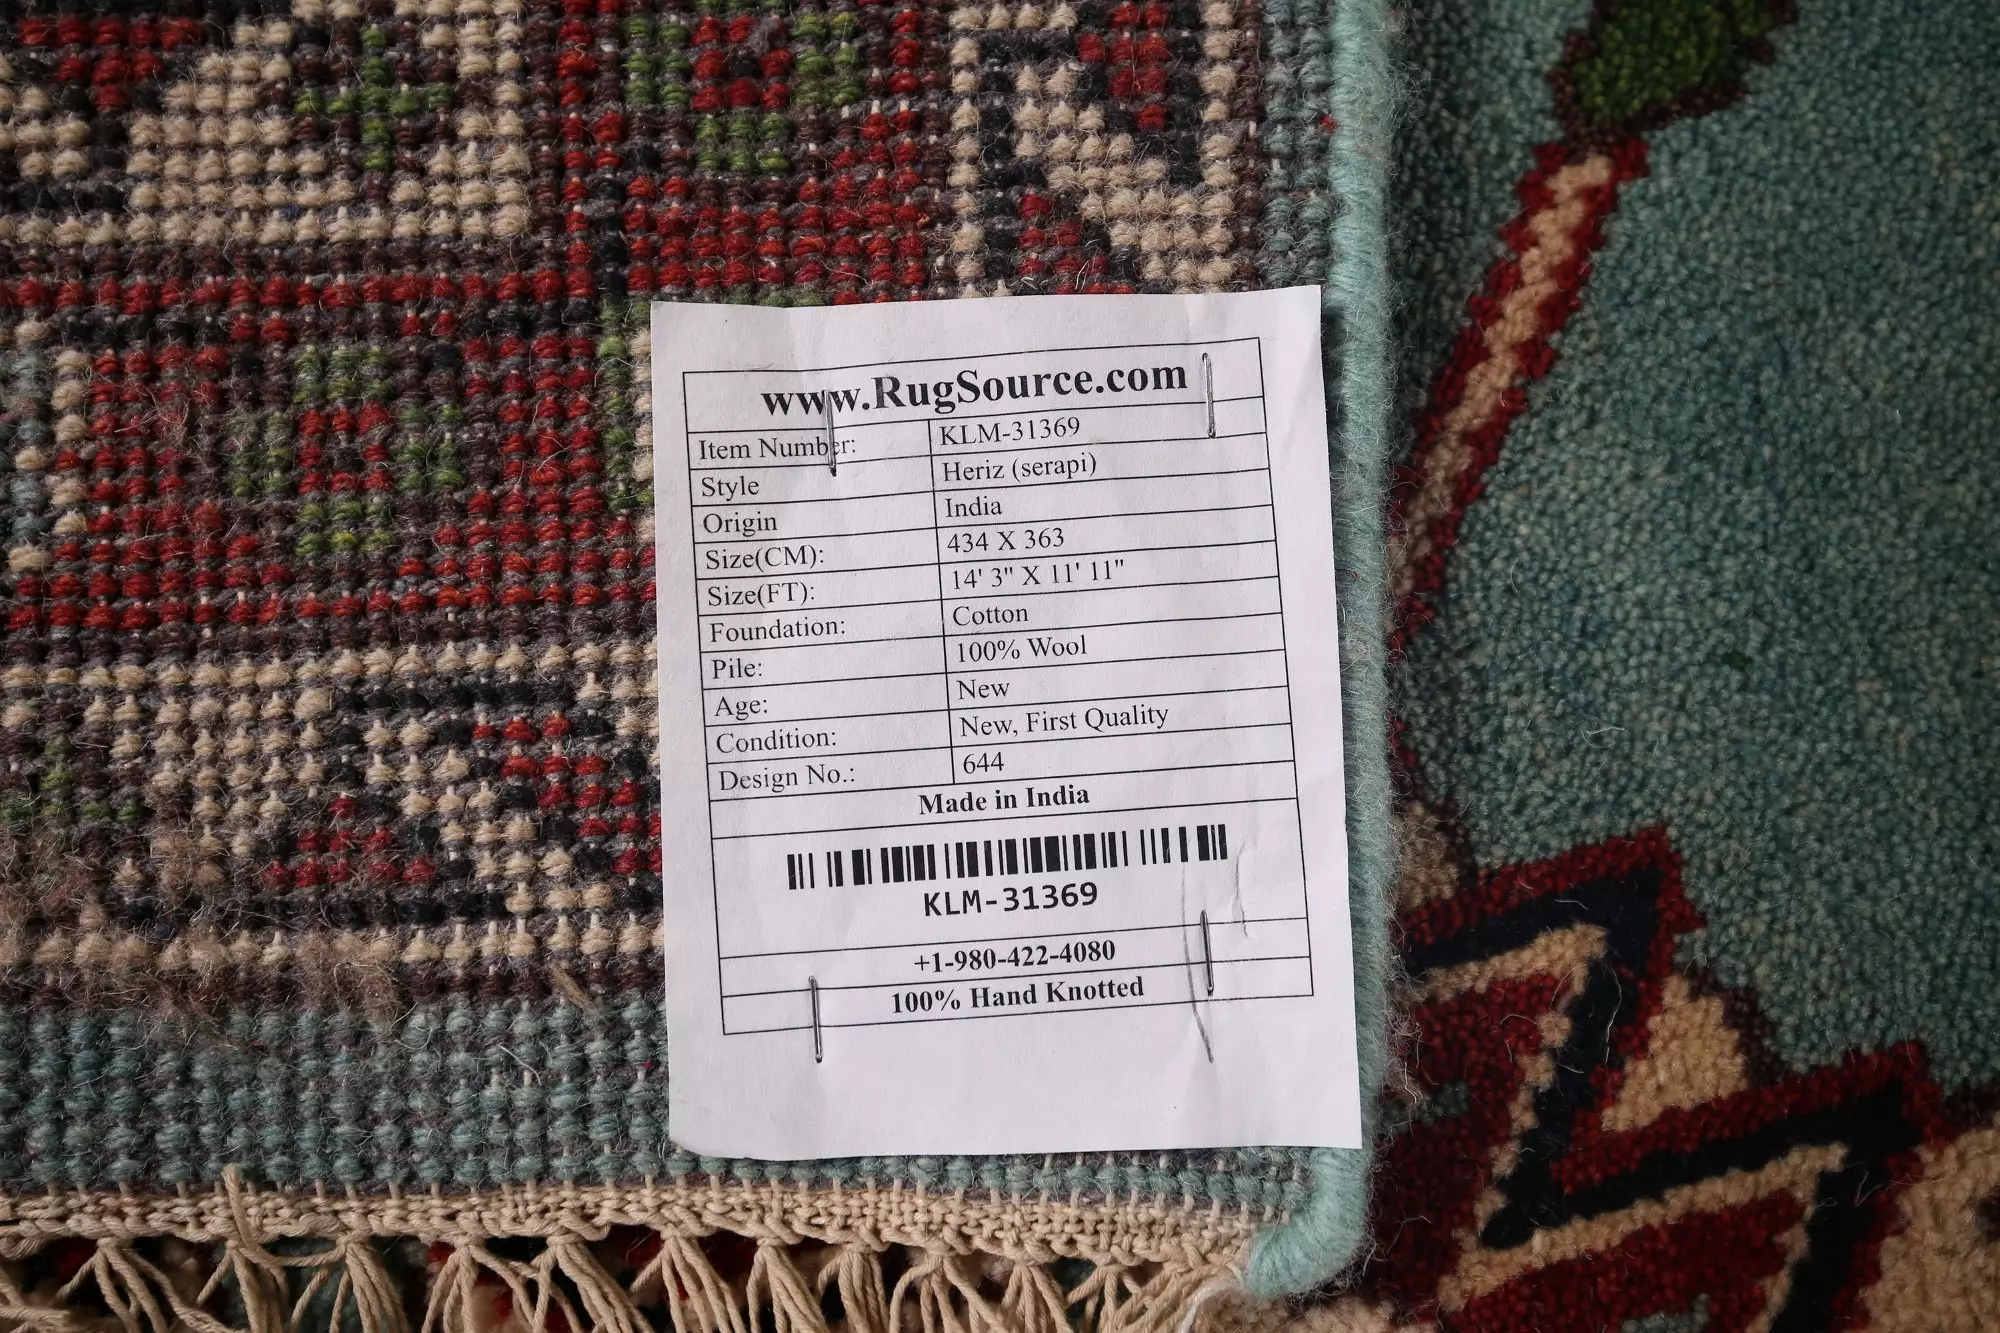 www.RugSource.com
Item Number: KLM-31369
Style Heriz (serapi)
Origin India
Size(CM): 434 X 363
Size(FT): 14' 3" X 11' 11"
Foundation: Cotton
Pile: 100% Wool
Age: New
Condition: New, First Quality
Design No.: 644
Made in India
KLM-31369
+1-980-422-4080
100% Hand Knotted